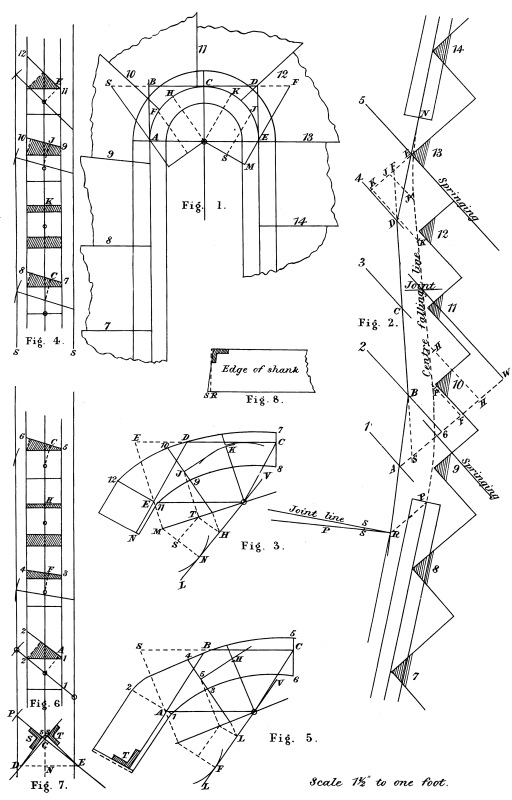 12
E
11
10
J
9
K
8
C
7
Fig. 4.
S
S
11
10
12
S
B
C
D
F
H
K
F
J
A
E
9
S
M
13
Fig. 1.
8
14
7
Edge of shank
S R
Fig. 8.
14
5
N
E
13
J F
K
M
Springing
4
D
K
12
3
Joint
C
11
Fig. 2.
Centre falling line
2
H
W
B
P
10
H
F
1
6
S
A
9
Springing
P
Joint line
S
P
S
R
8
7
E
10
D
7
K
C
12
8
J
9
V
E
11
N
M
T
S
H
Fig. 3.
N
L
6
C
5
H
4
F
3
2
A
2
1
1
Fig. 6
P
S
T
C
D
N
E
Fig. 7.
5
S
B
C
4
H
2
3
6
V
A
1
T
L
Fig. 5.
F
L
Scale 1½" to one foot.